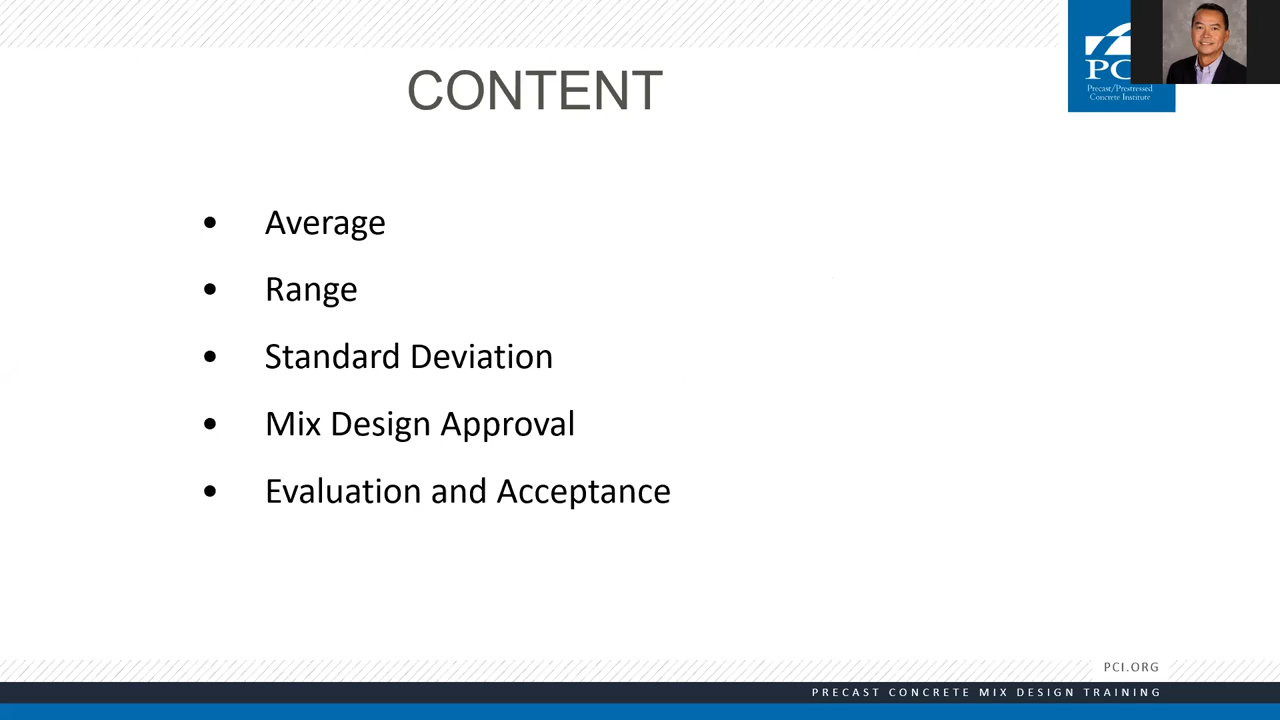 CONTENT
PC
Precast/Prestressed
Concrete Institute
• Average
• Range
• Standard Deviation
• Mix Design Approval
• Evaluation and Acceptance
PCI.ORG
PRECAST CONCRETE MIX DESIGN TRAINING